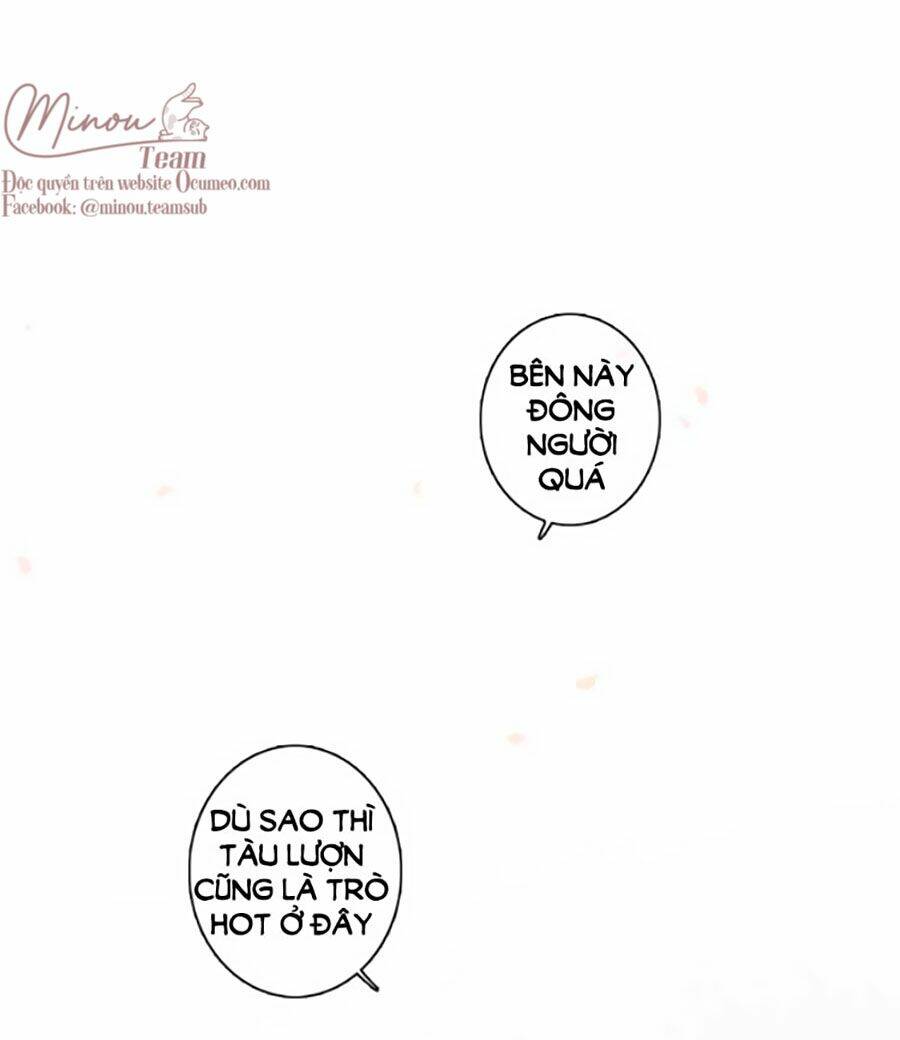 Minou
Team
Độc quyền trên website Ocumeo.com
Facebook: @minou.teamsub
BÊN NÀY
ĐÔNG
NGƯỜI
QUÁ
DÙ SAO THÌ
TÀU LƯỢN
CŨNG LÀ TRÒ
HOT Ở ĐÂY